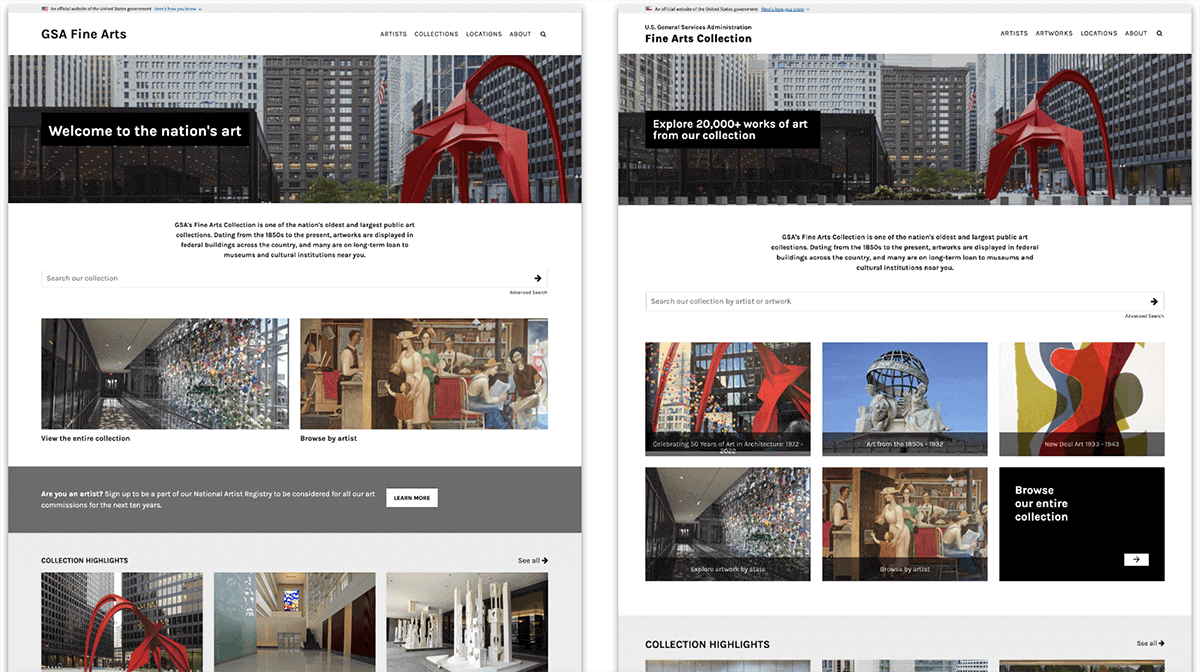 An official website of the United States government Here's how you know
GSA Fine Arts
ARTISTS COLLECTIONS LOCATIONS ABOUT
Welcome to the nation's art
GSA's Fine Arts Collection is one of the nation's oldest and largest public art
collections. Dating from the 1850s to the present, artworks are displayed in
federal buildings across the country, and many are on long-term loan to
museums and cultural institutions near you.
Search our collection
Advanced Search
View the entire collection
Browse by artist
Are you an artist? Sign up to be a part of our National Artist Registry to be considered for all our art
commissions for the next ten years.
LEARN MORE
COLLECTION HIGHLIGHTS
See all
An official website of the United States government Here's how you know
U.S. General Services Administration
Fine Arts Collection
ARTISTS ARTWORKS LOCATIONS ABOUT
Explore 20,000+ works of art
from our collection
GSA's Fine Arts Collection is one of the nation's oldest and largest public art
collections. Dating from the 1850s to the present, artworks are displayed in federal
buildings across the country, and many are on long-term loan to museums and
cultural institutions near you.
Search our collection by artist or artwork
Advanced Search
Celebrating 50 Years of Art in Architecture: 1972 -
2022
Art from the 1850s - 1932
New Deal Art 1933 - 1943
Explore artwork by state
Browse by artist
Browse
our entire
collection
COLLECTION HIGHLIGHTS
See all